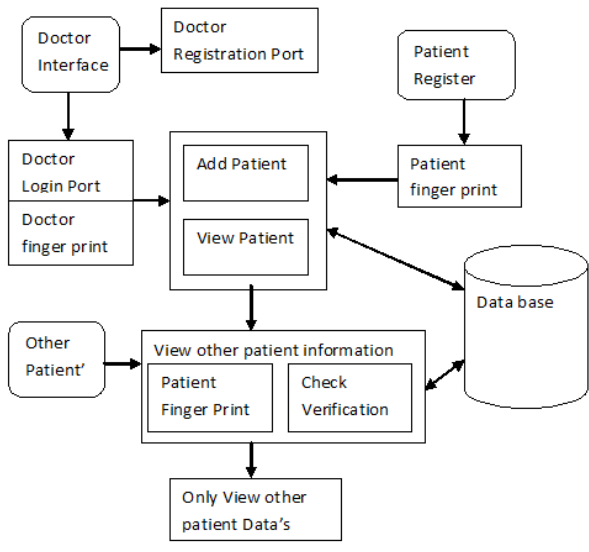 Doctor
Interface
Doctor
Registration Port
Patient
Register
Doctor
Login Port
Doctor
finger print
Add Patient
View Patient
Patient
finger print
Data base
Other
Patient’
View other patient information
Patient
Finger Print
Check
Verification
Only View other
patient Data’s